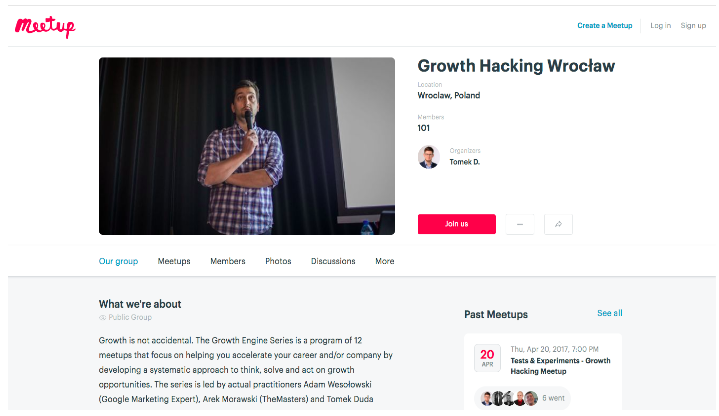 Meetup
Create a Meetup
Log in
Sign up
Growth Hacking Wrocław
Location
Wroclaw, Poland
Members
101
Organizers
Tomek D.
Join us
Our group
Meetups
Members
Photos
Discussions
More
What we're about
Public Group
Growth is not accidental. The Growth Engine Series is a program of 12
meetups that focus on helping you accelerate your career and/or company by
developing a systematic approach to think, solve and act on growth
opportunities. The series is led by actual practitioners Adam Wesołowski
(Google Marketing Expert), Arek Morawski (TheMasters) and Tomek Duda
Past Meetups
See all
20
APR
Thu, Apr 20, 2017, 7:00 PM
Tests & Experiments - Growth
Hacking Meetup
6 went